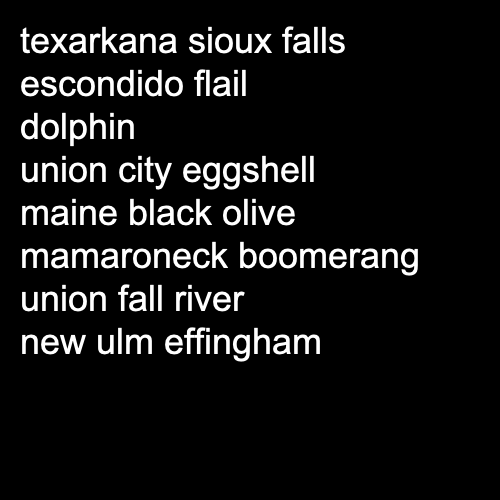 texarkana sioux falls
escondido flail
dolphin
union city eggshell
maine black olive
mamaroneck boomerang
union fall river
new ulm effingham